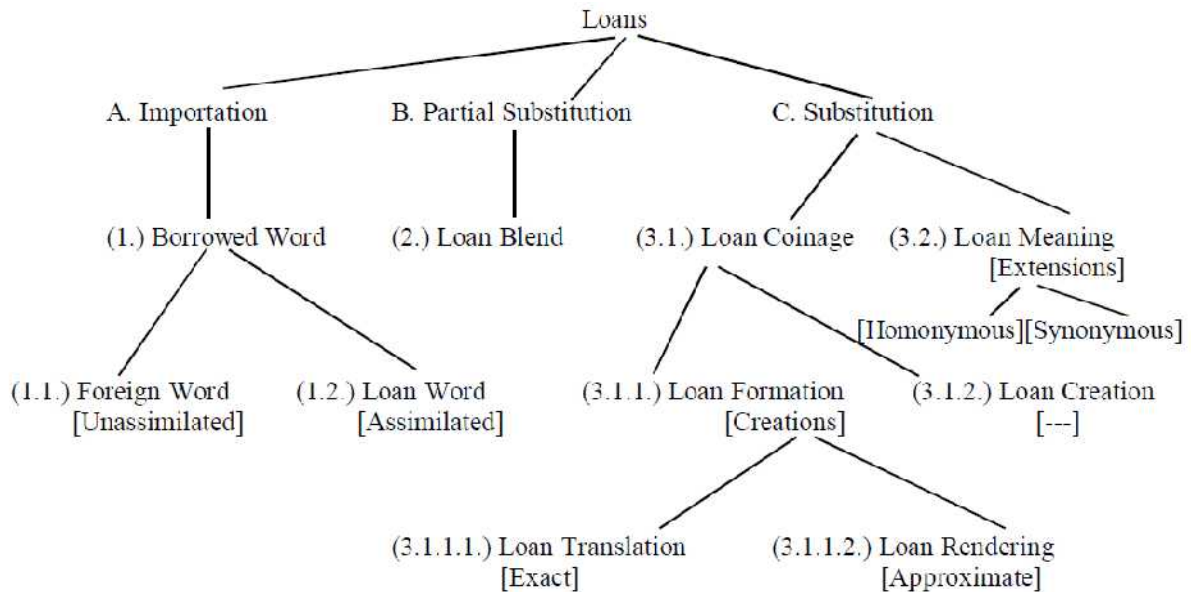 Loans
A. Importation B. Partial Substitution C. Substitution
(1.) Borrowed Word (2.) Loan Blend (3.1.) Loan Coinage (3.2.) Loan Meaning
[Extensions]
[Homonymous][Synonymous]
(1.1.) Foreign Word (1.2.) Loan Word (3.1.1.) Loan Formation (3.1.2.) Loan Creation
[Unassimilated] [Assimilated] [Creations] [---]
(3.1.1.1.) Loan Translation (3.1.1.2.) Loan Rendering
[Exact] [Approximate]